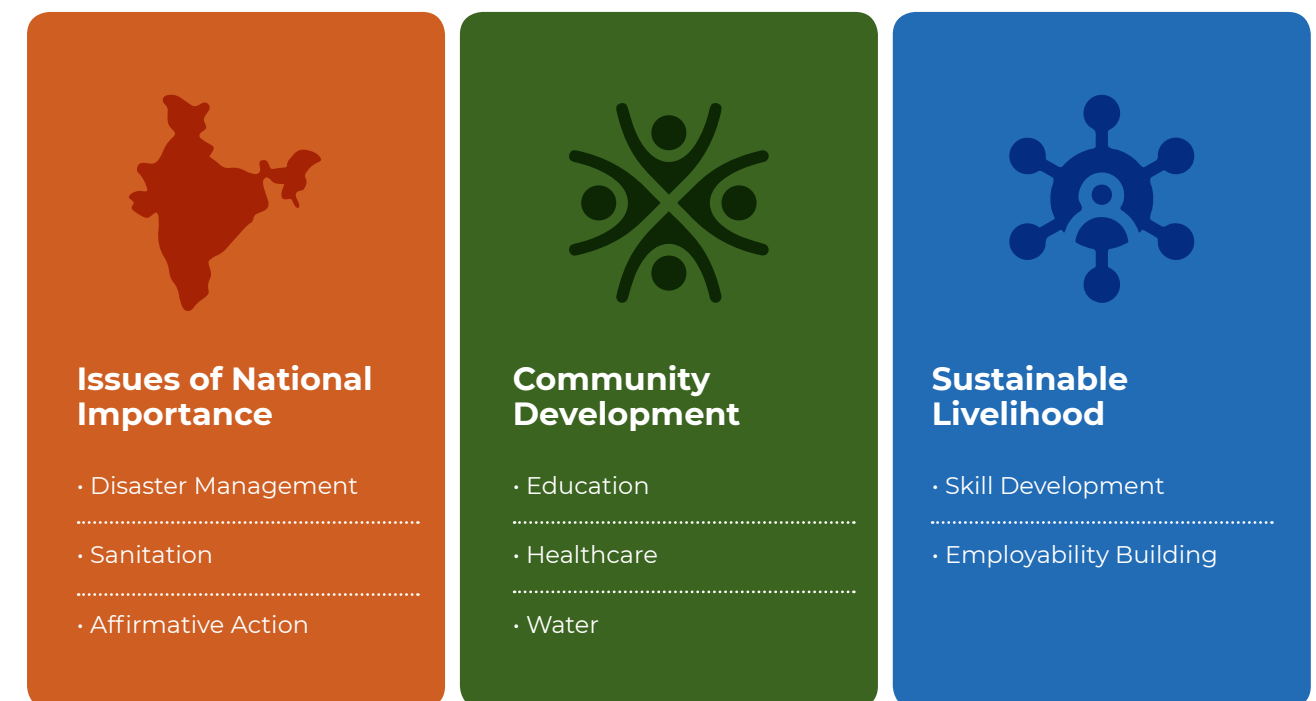 Issues of National
Importance
· Disaster Management
· Sanitation
· Affirmative Action
Community
Development
· Education
· Healthcare
· Water
Sustainable
Livelihood
· Skill Development
· Employability Building